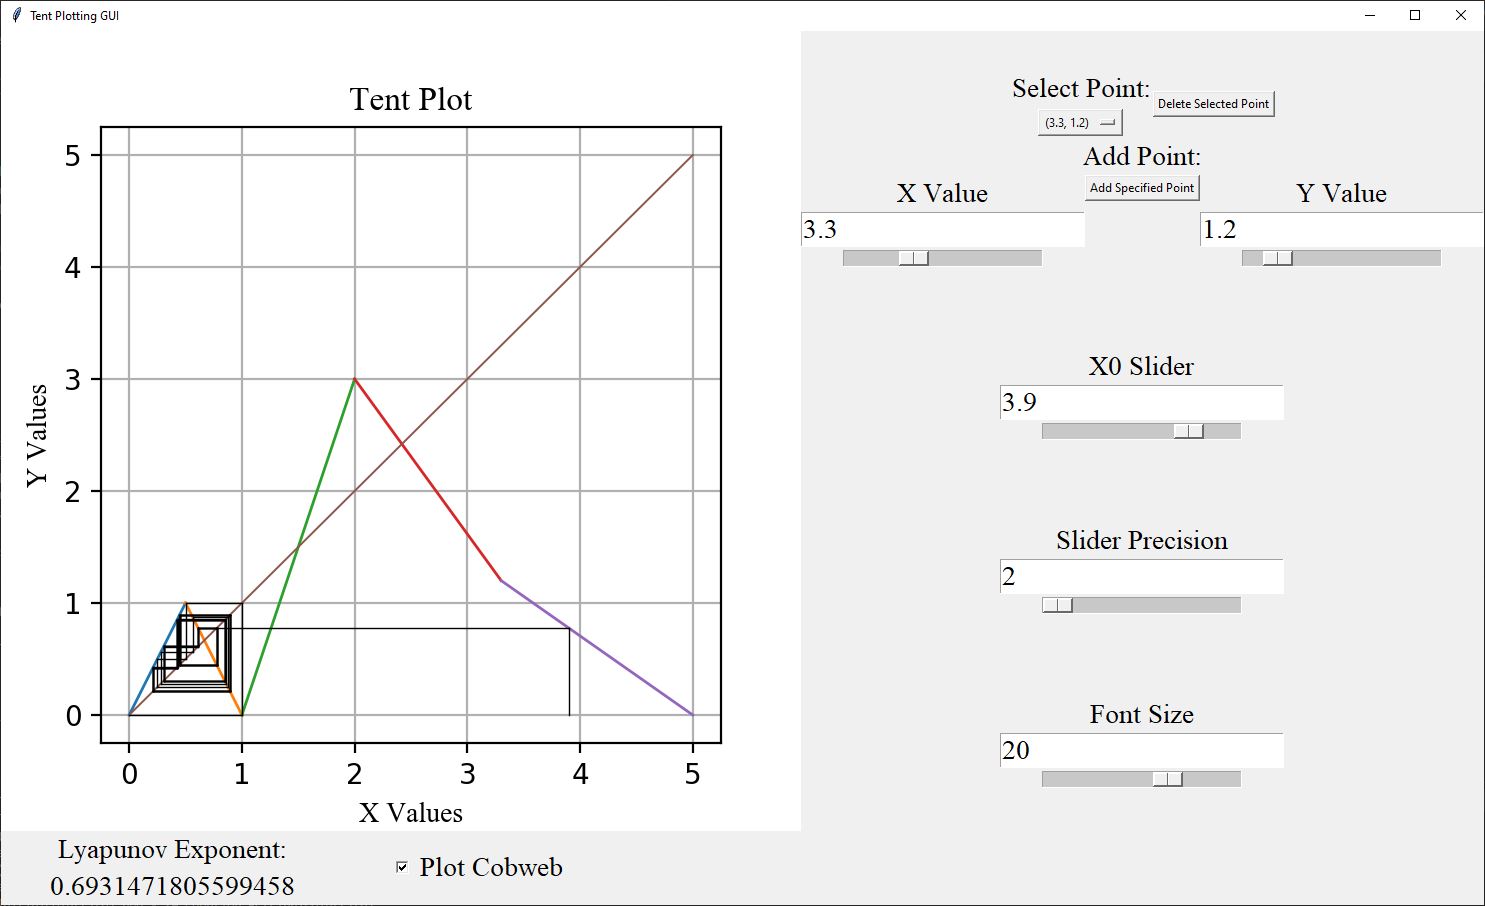 Tent Plotting GUI
Tent Plot
5
4
3
2
1
0
Y Values
0 1 2 3 4 5
X Values
Lyapunov Exponent:
0.6931471805599458
Plot Cobweb
Select Point:
Delete Selected Point
(3.3, 1.2)
Add Point:
X Value
Add Specified Point
Y Value
3.3
1.2
X0 Slider
3.9
Slider Precision
2
Font Size
20